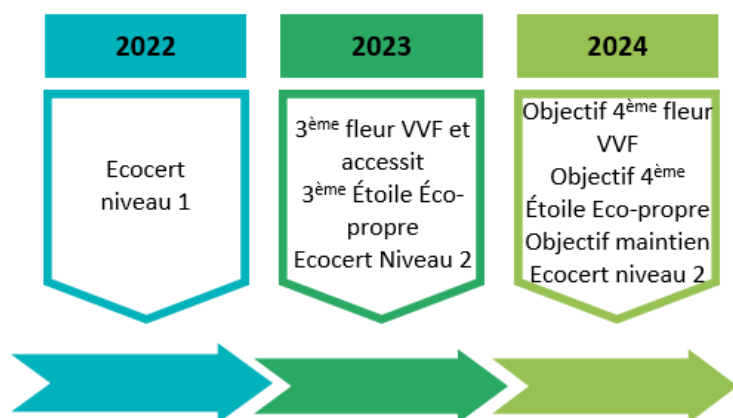 2022
2023
2024
Ecocert
niveau 1
3ème fleur VVF et
accessit
3ème Étoile Éco-
propre
Ecocert Niveau 2
Objectif 4ème fleur
VVF
Objectif 4ème
Étoile Eco-propre
Objectif maintien
Ecocert niveau 2